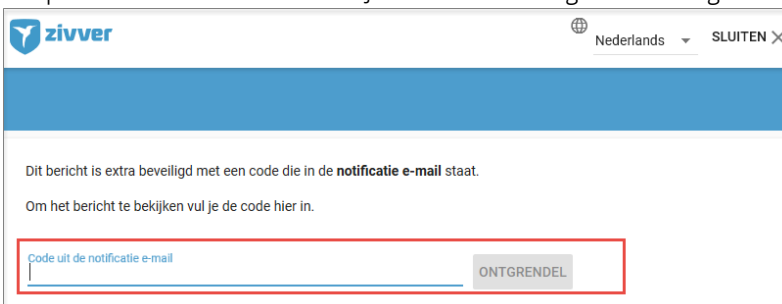 zivver
Nederlands
SLUITEN
Dit bericht is extra beveiligd met een code die in de notificatie e-mail staat.
Om het bericht te bekijken vul je de code hier in.
Code uit de notificatie e-mail
ONTGRENDEL